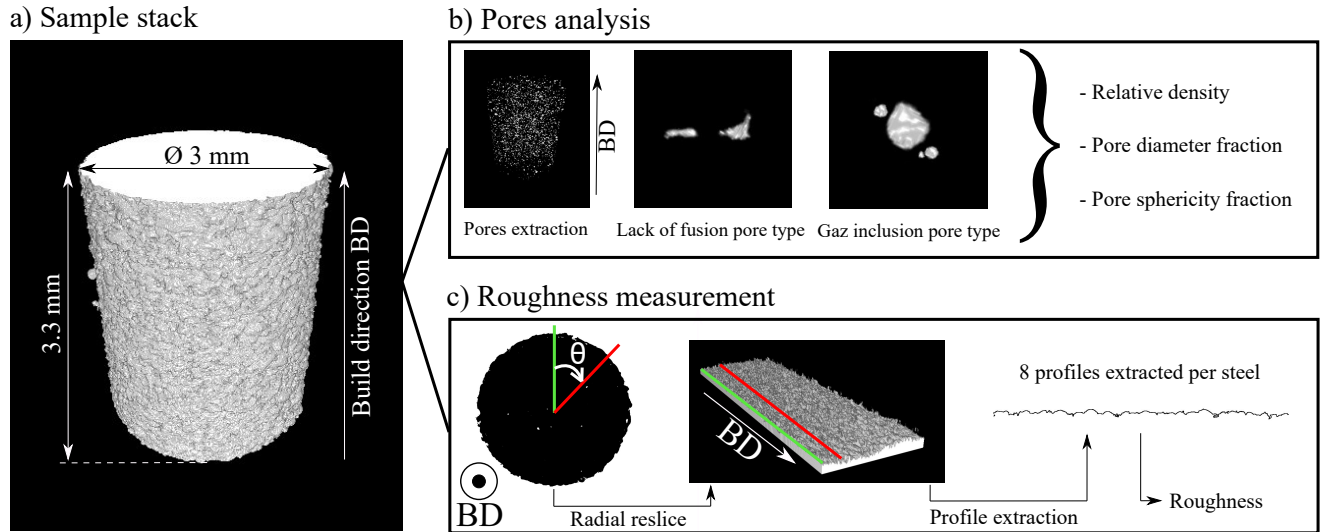 a) Sample stack
Ø 3 mm
3.3 mm
Build direction BD
b) Pores analysis
BD
Pores extraction
Lack of fusion pore type
Gaz inclusion pore type
- Relative density
- Pore diameter fraction
- Pore sphericity fraction
c) Roughness measurement
θ
BD
Radial reslice
BD
Profile extraction
8 profiles extracted per steel
Roughness